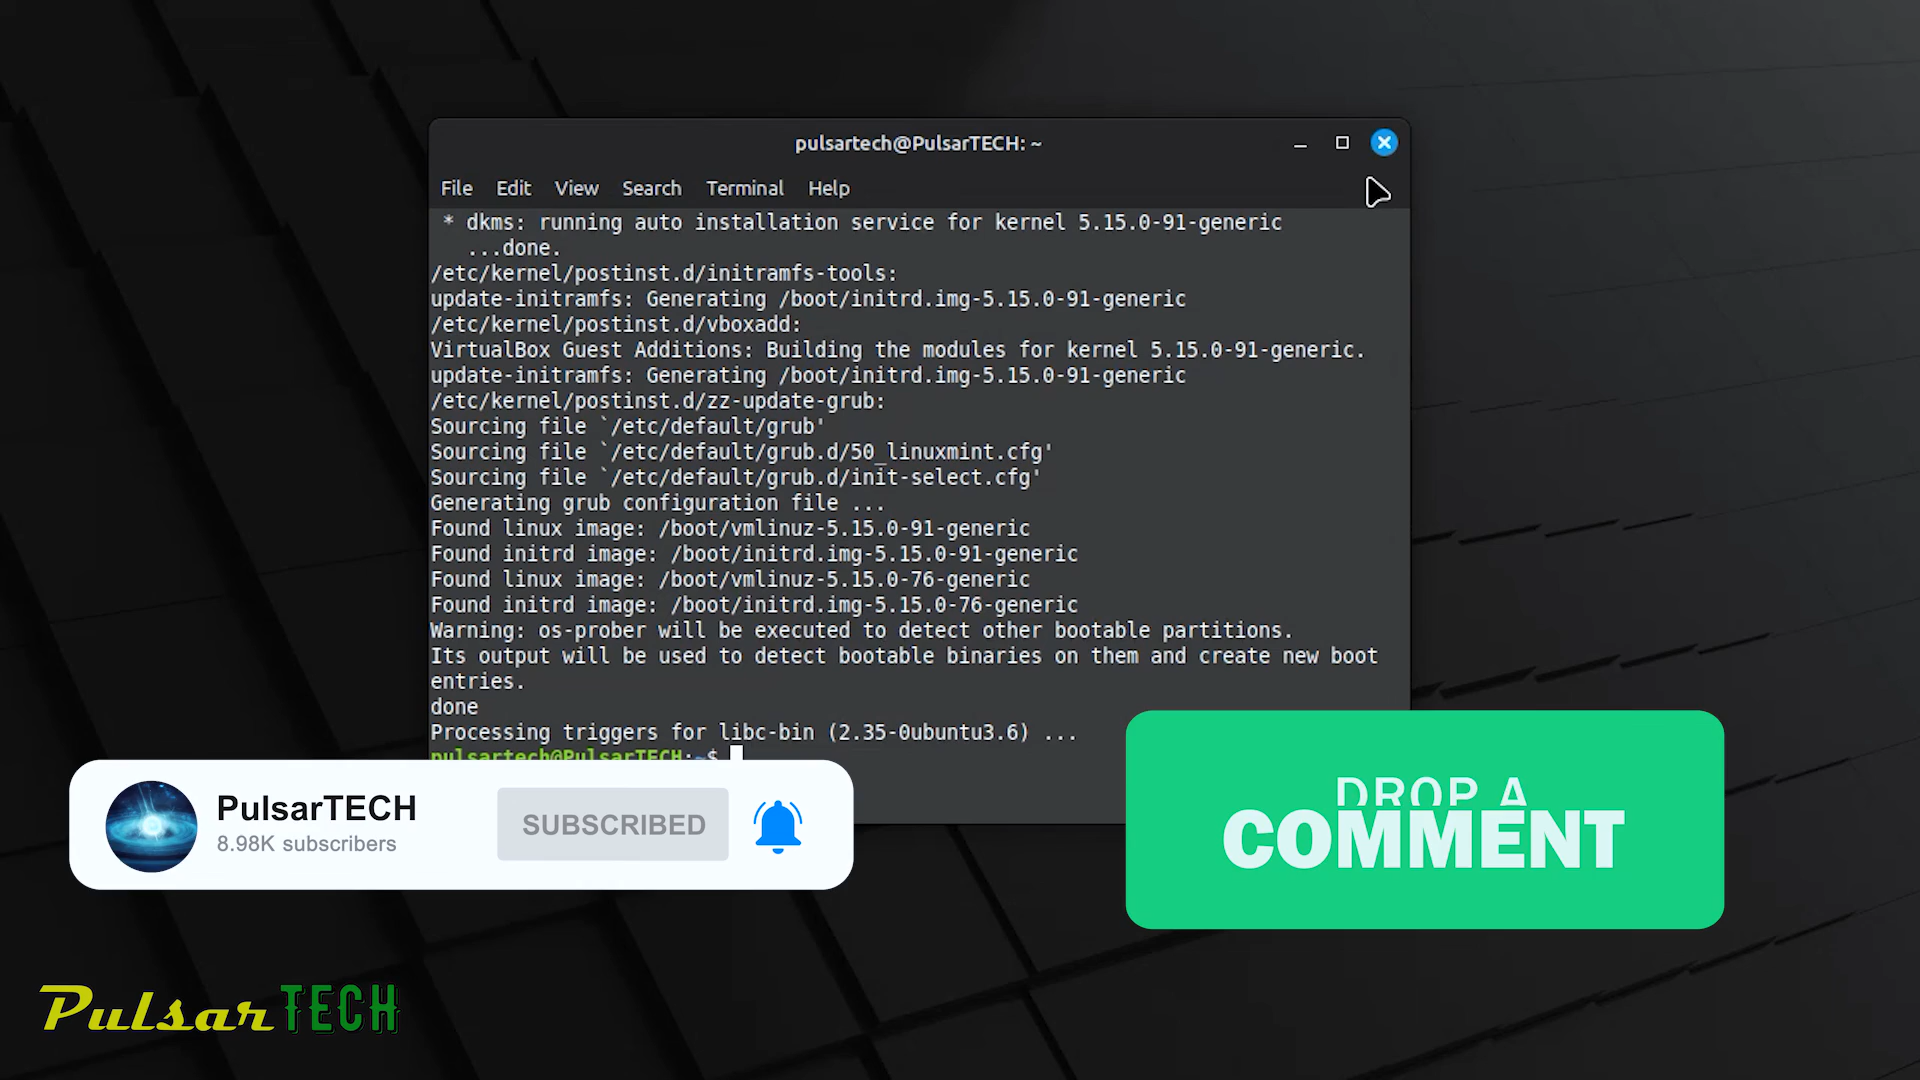 pulsartech@PulsarTECH: ~
File Edit View Search Terminal Help
* dkms: running auto installation service for kernel 5.15.0-91-generic
...done.
/etc/kernel/postinst.d/initramfs-tools:
update-initramfs: Generating /boot/initrd.img-5.15.0-91-generic
/etc/kernel/postinst.d/vboxadd:
VirtualBox Guest Additions: Building the modules for kernel 5.15.0-91-generic.
update-initramfs: Generating /boot/initrd.img-5.15.0-91-generic
/etc/kernel/postinst.d/zz-update-grub:
Sourcing file `/etc/default/grub'
Sourcing file `/etc/default/grub.d/50_linuxmint.cfg'
Sourcing file `/etc/default/grub.d/init-select.cfg'
Generating grub configuration file ...
Found linux image: /boot/vmlinuz-5.15.0-91-generic
Found initrd image: /boot/initrd.img-5.15.0-91-generic
Found linux image: /boot/vmlinuz-5.15.0-76-generic
Found initrd image: /boot/initrd.img-5.15.0-76-generic
Warning: os-prober will be executed to detect other bootable partitions.
Its output will be used to detect bootable binaries on them and create new boot
entries.
done
Processing triggers for libc-bin (2.35-0ubuntu3.6) ...
pulsartech@PulsarTECH:~$
PulsarTECH
8.98K subscribers
SUBSCRIBED
DROP A
COMMENT
PulsarTECH